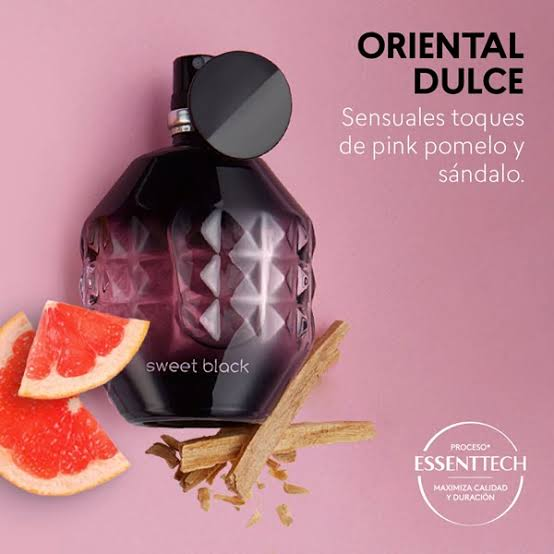 ORIENTAL
DULCE
Sensuales toques
de pink pomelo y
sándalo.
sweet black
PROCESO*
ESSENTTECH
MAXIMIZA CALIDAD
Y DURACIÓN